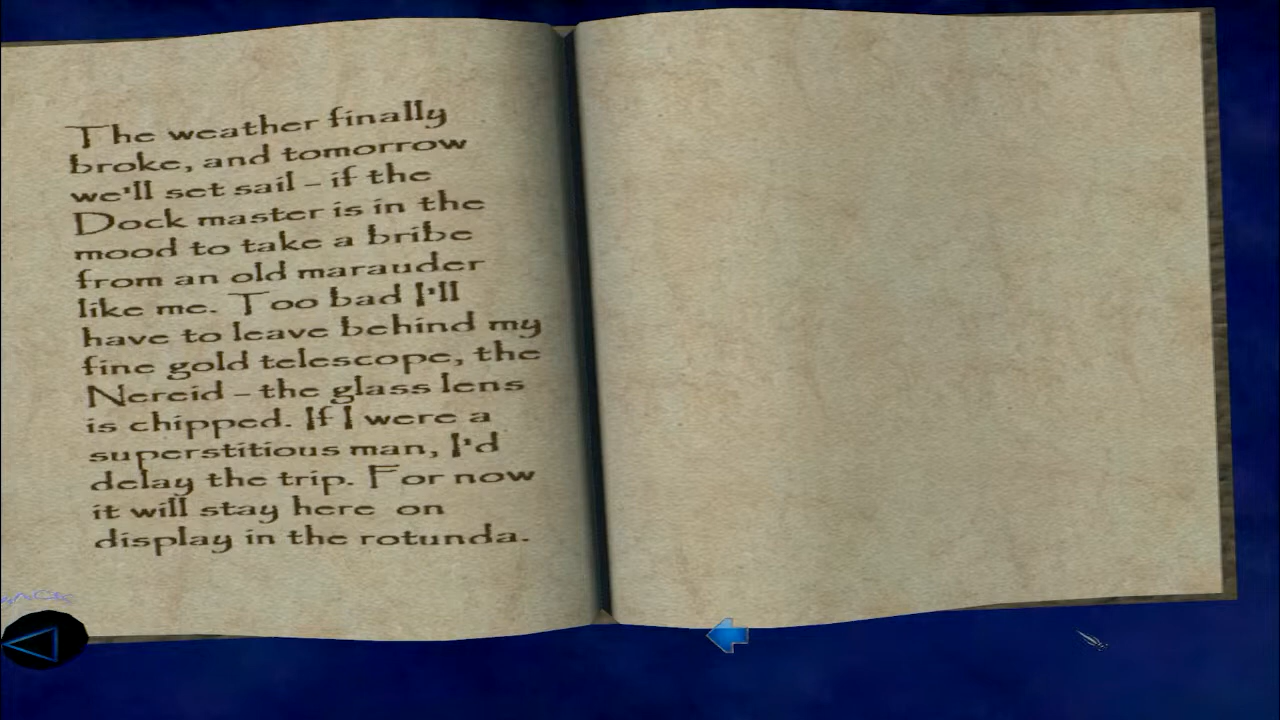 The weather finally
broke, and tomorrow
we'll set sail – if the
Dock master is in the
mood to take a bribe
from an old marauder
like me. Too bad I'll
have to leave behind my
fine gold telescope, the
Nereid – the glass lens
is chipped. If I were a
superstitious man, I'd
delay the trip. For now
it will stay here on
display in the rotunda.